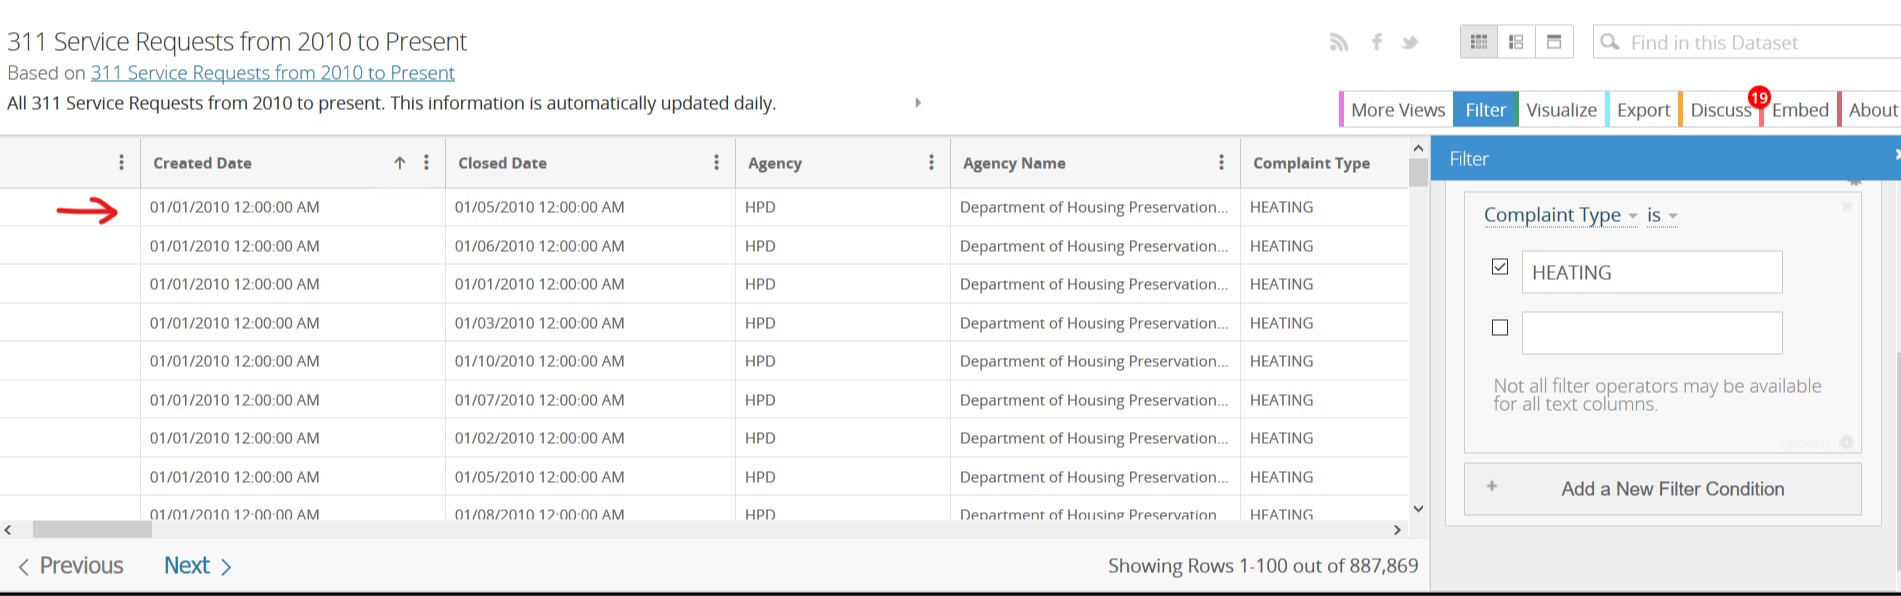 311 Service Requests from 2010 to Present
Based on 311 Service Requests from 2010 to Present
All 311 Service Requests from 2010 to present. This information is automatically updated daily.
Find in this Dataset
More Views Filter Visualize Export Discuss 19 Embed About
Created Date Closed Date Agency Agency Name Complaint Type
01/01/2010 12:00:00 AM 01/05/2010 12:00:00 AM HPD Department of Housing Preservation... HEATING
01/01/2010 12:00:00 AM 01/06/2010 12:00:00 AM HPD Department of Housing Preservation... HEATING
01/01/2010 12:00:00 AM 01/01/2010 12:00:00 AM HPD Department of Housing Preservation... HEATING
01/01/2010 12:00:00 AM 01/03/2010 12:00:00 AM HPD Department of Housing Preservation... HEATING
01/01/2010 12:00:00 AM 01/10/2010 12:00:00 AM HPD Department of Housing Preservation... HEATING
01/01/2010 12:00:00 AM 01/07/2010 12:00:00 AM HPD Department of Housing Preservation... HEATING
01/01/2010 12:00:00 AM 01/02/2010 12:00:00 AM HPD Department of Housing Preservation... HEATING
01/01/2010 12:00:00 AM 01/05/2010 12:00:00 AM HPD Department of Housing Preservation... HEATING
01/01/2010 12:00:00 AM 01/08/2010 12:00:00 AM HPD Department of Housing Preservation HEATING
Previous Next
Showing Rows 1-100 out of 887,869
Filter
Complaint Type is
HEATING
Not all filter operators may be available
for all text columns.
options
Add a New Filter Condition